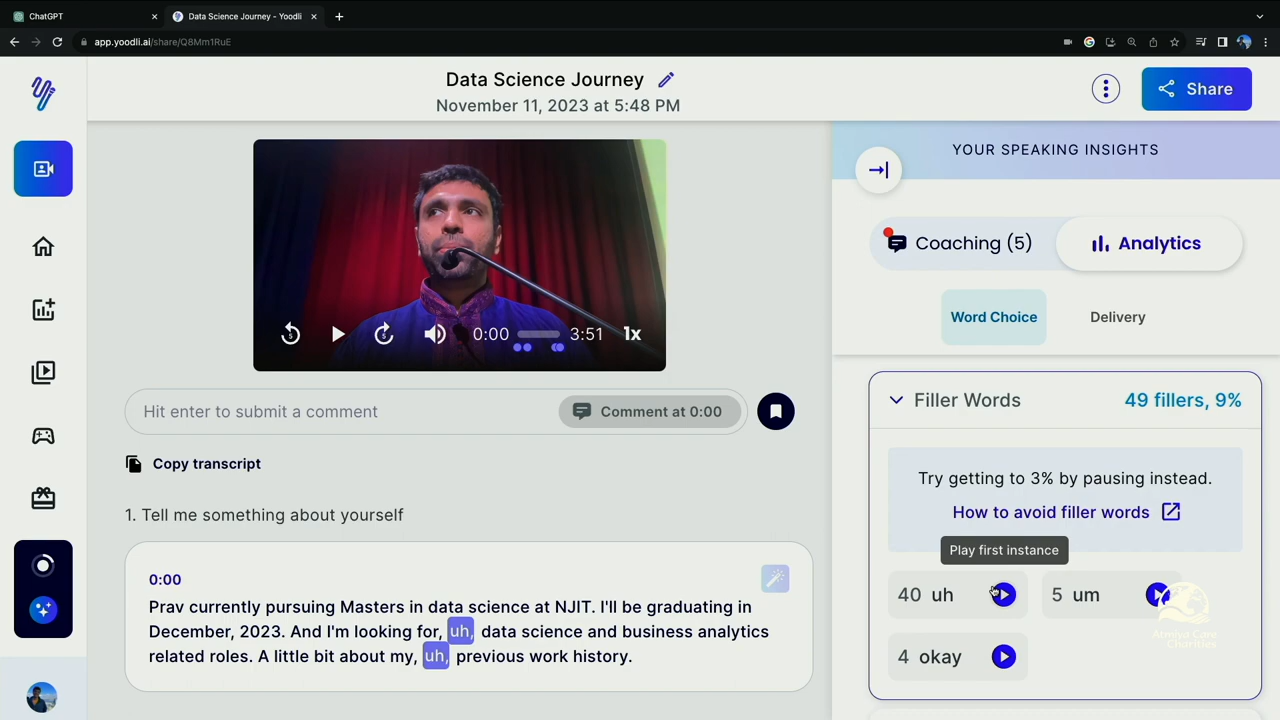 ChatGPT
Data Science Journey - Yoodli
app.yoodli.ai/share/Q8Mm1RuE
Data Science Journey
November 11, 2023 at 5:48 PM
Share
0:00
3:51
1x
Hit enter to submit a comment
Comment at 0:00
Copy transcript
1. Tell me something about yourself
0:00
Prav currently pursuing Masters in data science at NJIT. I'll be graduating in
December, 2023. And I'm looking for, uh, data science and business analytics
related roles. A little bit about my, uh, previous work history.
YOUR SPEAKING INSIGHTS
Coaching (5)
Analytics
Word Choice
Delivery
Filler Words
49 fillers, 9%
Try getting to 3% by pausing instead.
How to avoid filler words
Play first instance
40 uh
5 um
4 okay
Atmiya Care
Charities